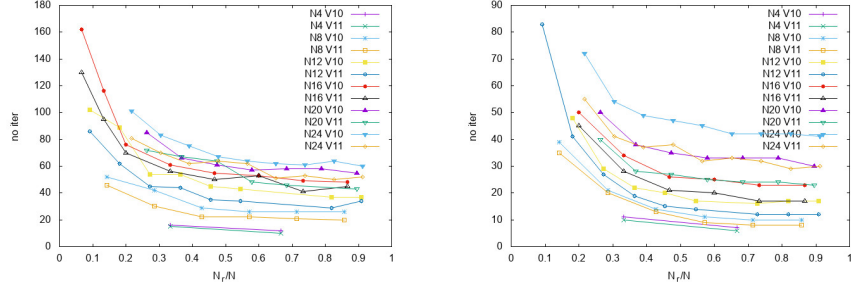 180
160
140
120
100
80
60
40
20
0
no iter
0 0.1 0.2 0.3 0.4 0.5 0.6 0.7 0.8 0.9 1
Nr/N
N4 V10
N4 V11
N8 V10
N8 V11
N12 V10
N12 V11
N16 V10
N16 V11
N20 V10
N20 V11
N24 V10
N24 V11
90
80
70
60
50
40
30
20
10
0
no iter
0 0.1 0.2 0.3 0.4 0.5 0.6 0.7 0.8 0.9 1
Nr/N
N4 V10
N4 V11
N8 V10
N8 V11
N12 V10
N12 V11
N16 V10
N16 V11
N20 V10
N20 V11
N24 V10
N24 V11